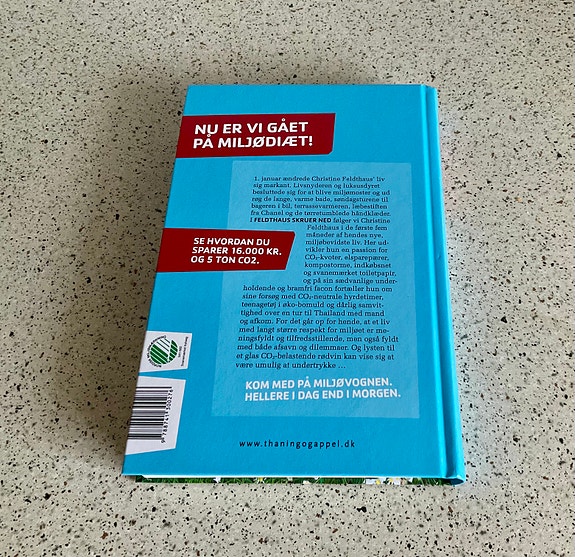 NU ER VI GÅET
PÅ MILJØDIÆT!
1. januar ændrede Christine Feldthaus' liv
sig markant. Livsnyderen og luksusdyret
besluttede sig for at blive miljømoster og ud
røg de lange, varme bade, søndagsturene til
bageren i bil, terrassevarmeren, læbestiften
fra Chanel og de tørretumblede håndklæder.
I FELDTHAUS SKRUER NED følger vi Christine
Feldthaus i de første fem
måneder af hendes nye,
miljøbevidste liv. Her ud-
vikler hun en passion for
CO₂-kvoter, elsparepærer,
kompostorme, indkøbsnet
og svanemærket toiletpapir,
og på sin sædvanlige under-
holdende og bramfri facon fortæller hun om
sine forsøg med CO₂-neutrale hyrdetimer,
teenagetøj i øko-bomuld og dårlig samvit-
tighed over en tur til Thailand med mand
og afkom. For det går op for hende, at et liv
med langt større respekt for miljøet er me-
ningsfyldt og tilfredsstillende, men også fyldt
med både afsavn og dilemmaer. Og lysten til
et glas CO₂-belastende rødvin kan vise sig at
være umulig at undertrykke ...
SE HVORDAN DU
SPARER 16.000 KR.
OG 5 TON CO2.
KOM MED PÅ MILJØVOGNEN.
HELLERE I DAG END I MORGEN.
www.thaningogappel.dk